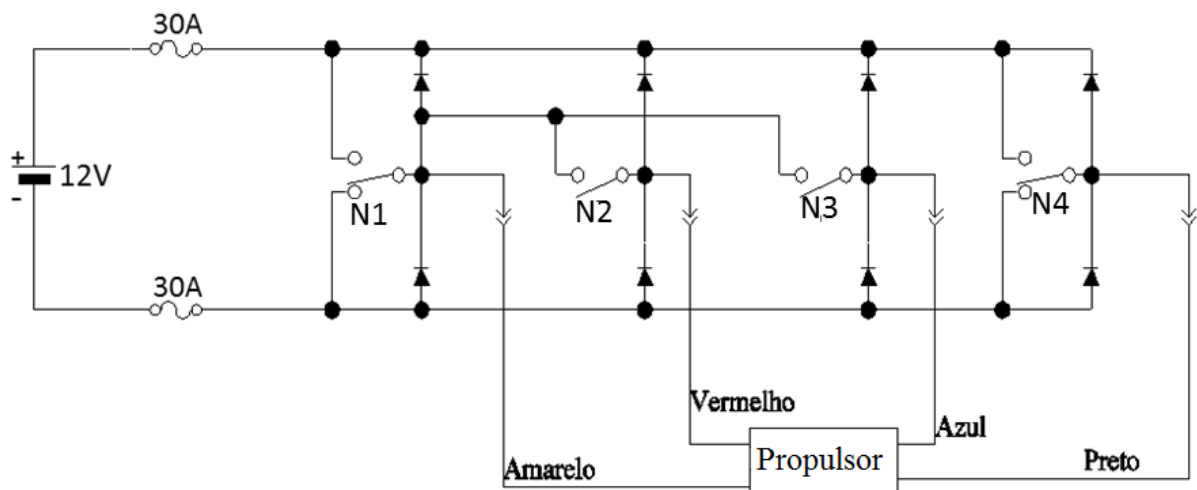 30A
+
12V
-
N1
N2
N3
N4
30A
Vermelho
Azul
Amarelo
Propulsor
Preto